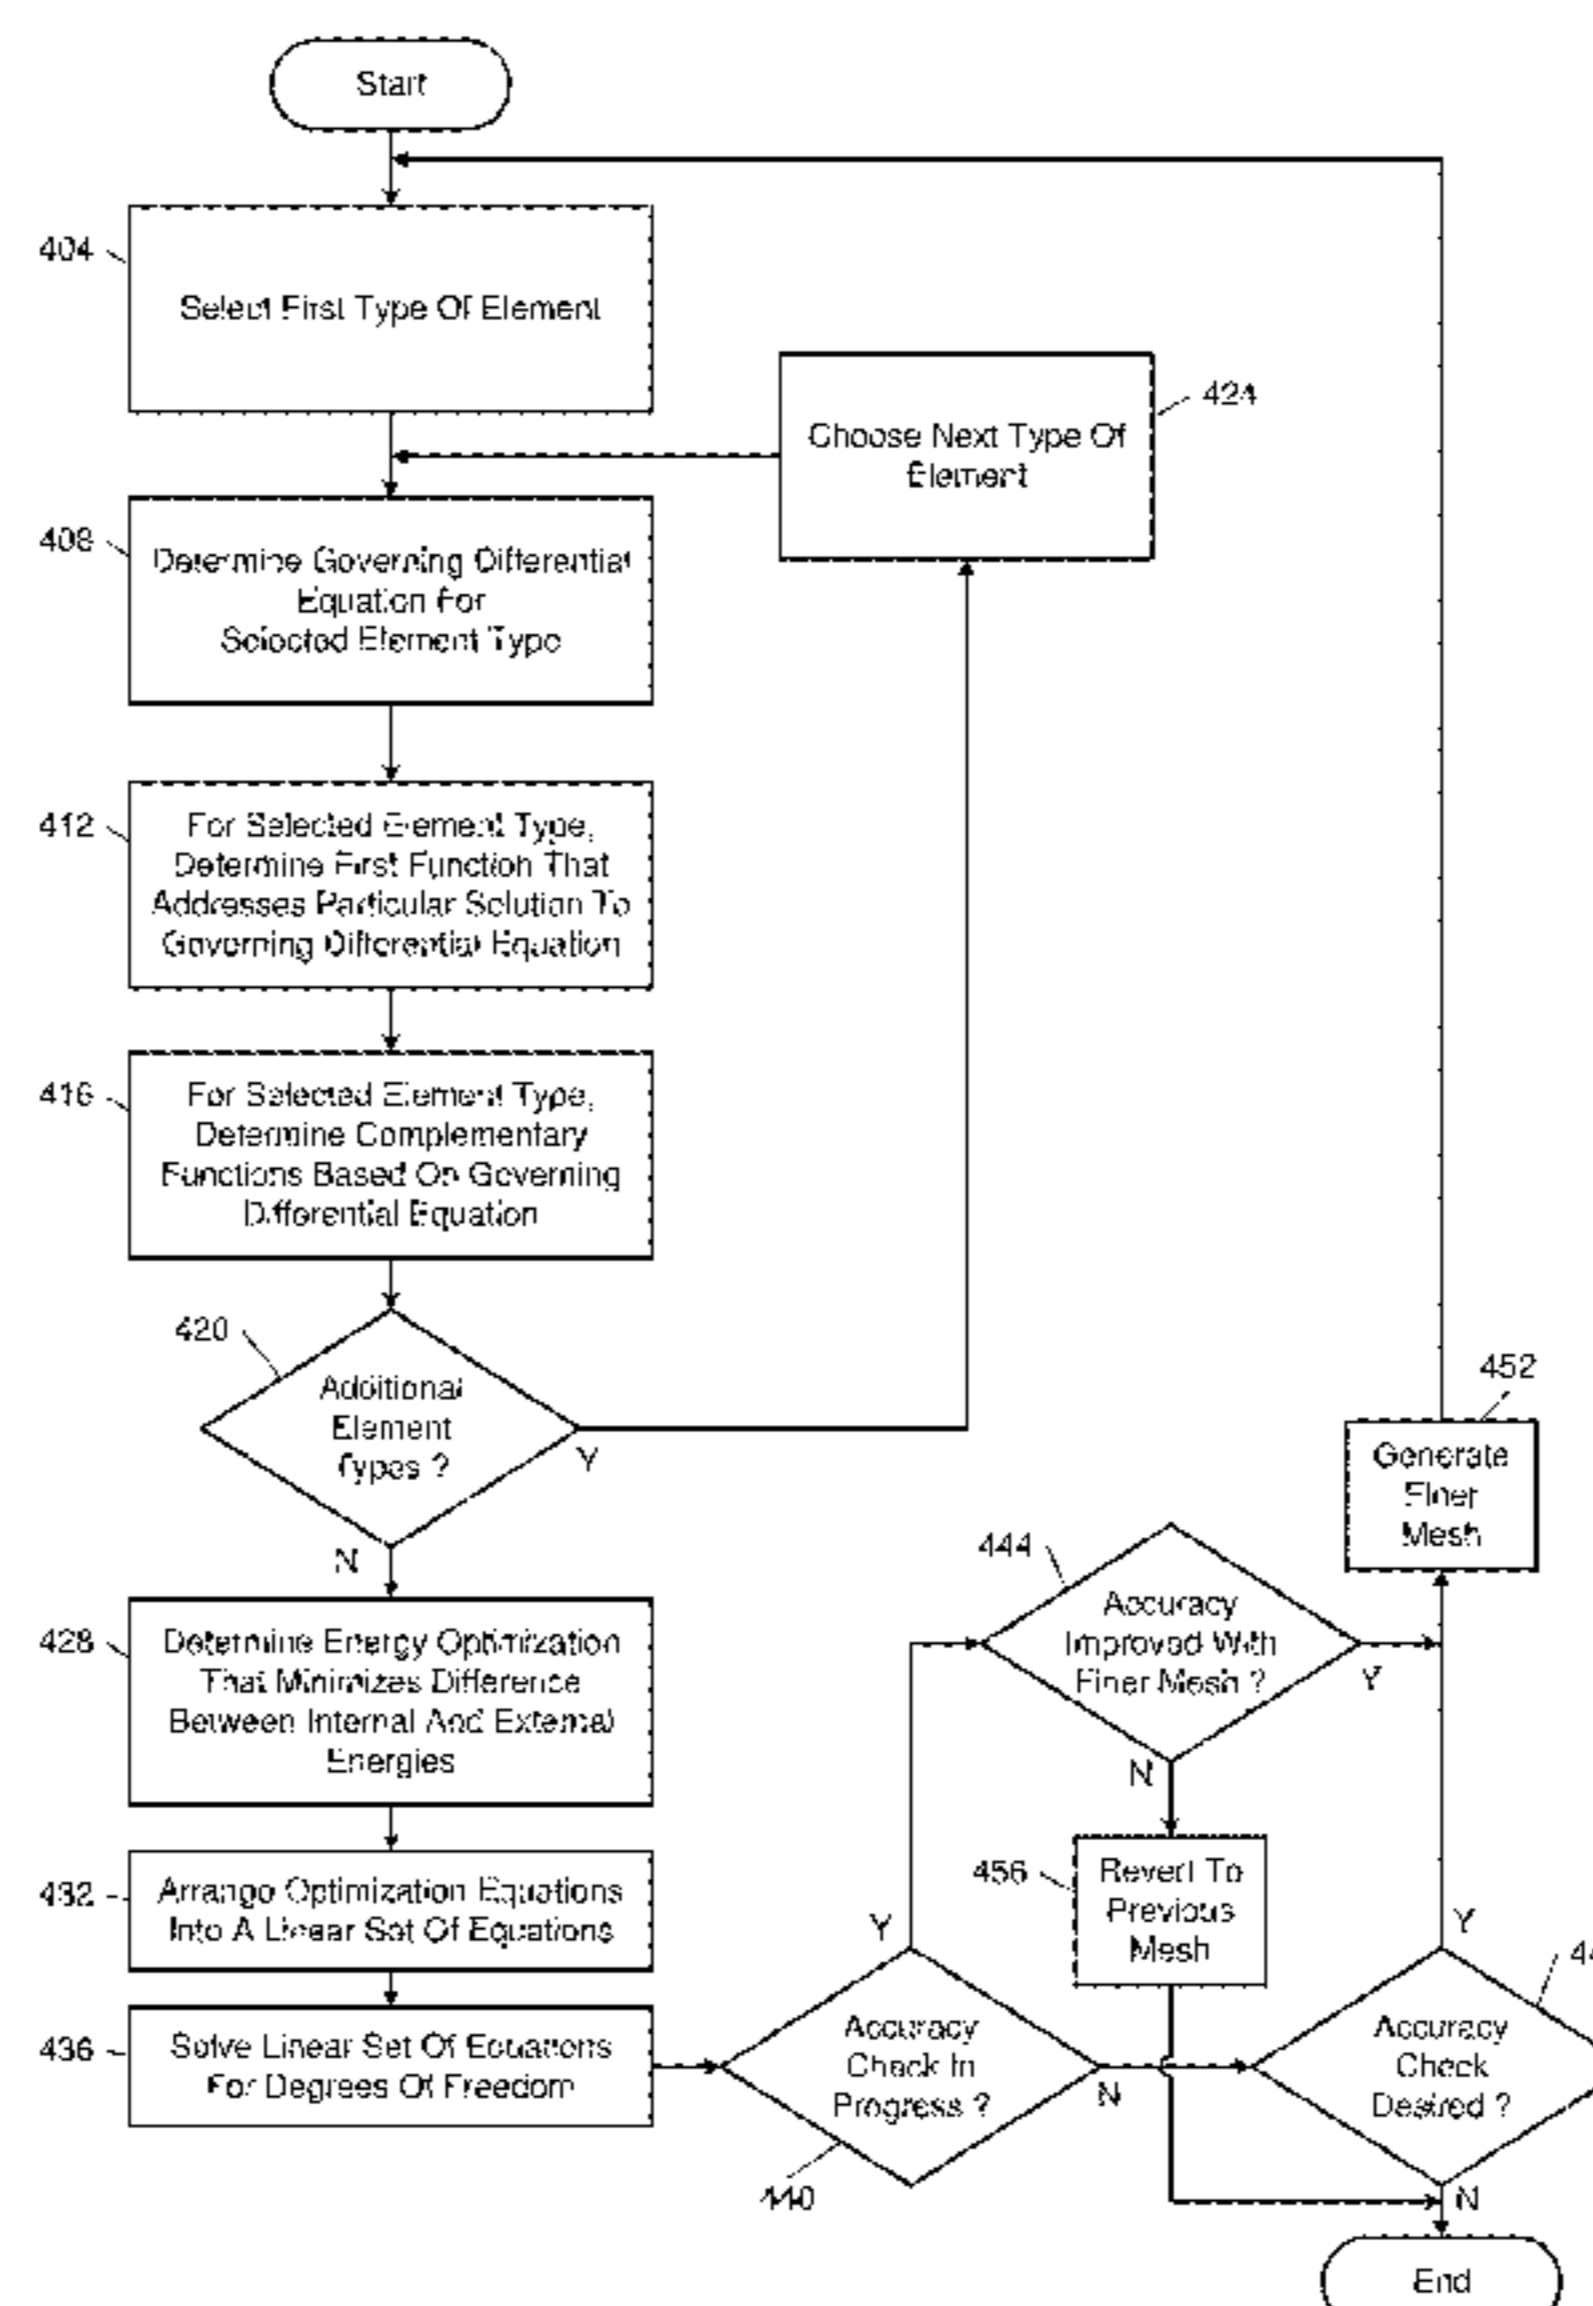 Start
404
Select First Type Of Element
424
Choose Next Type Of
Element
408
Determine Governing Differential
Equation For
Selected Element Type
412
For Selected Element Type,
Determine First Function That
Addresses Particular Solution To
Governing Differential Equation
416
For Selected Element Type,
Determine Complementary
Functions Based On Governing
Differential Equation
420
Additional
Element
Types ?
Y
N
452
Generate
Finer
Mesh
444
Accuracy
Improved With
Finer Mesh ?
Y
N
428
Determine Energy Optimization
That Minimizes Difference
Between Internal And External
Energies
456
Revert To
Previous
Mesh
432
Arrange Optimization Equations
Into A Linear Set Of Equations
436
Solve Linear Set Of Equations
For Degrees Of Freedom
Y
Accuracy
Check In
Progress ?
N
440
Y
Accuracy
Check
Desired ?
N
End